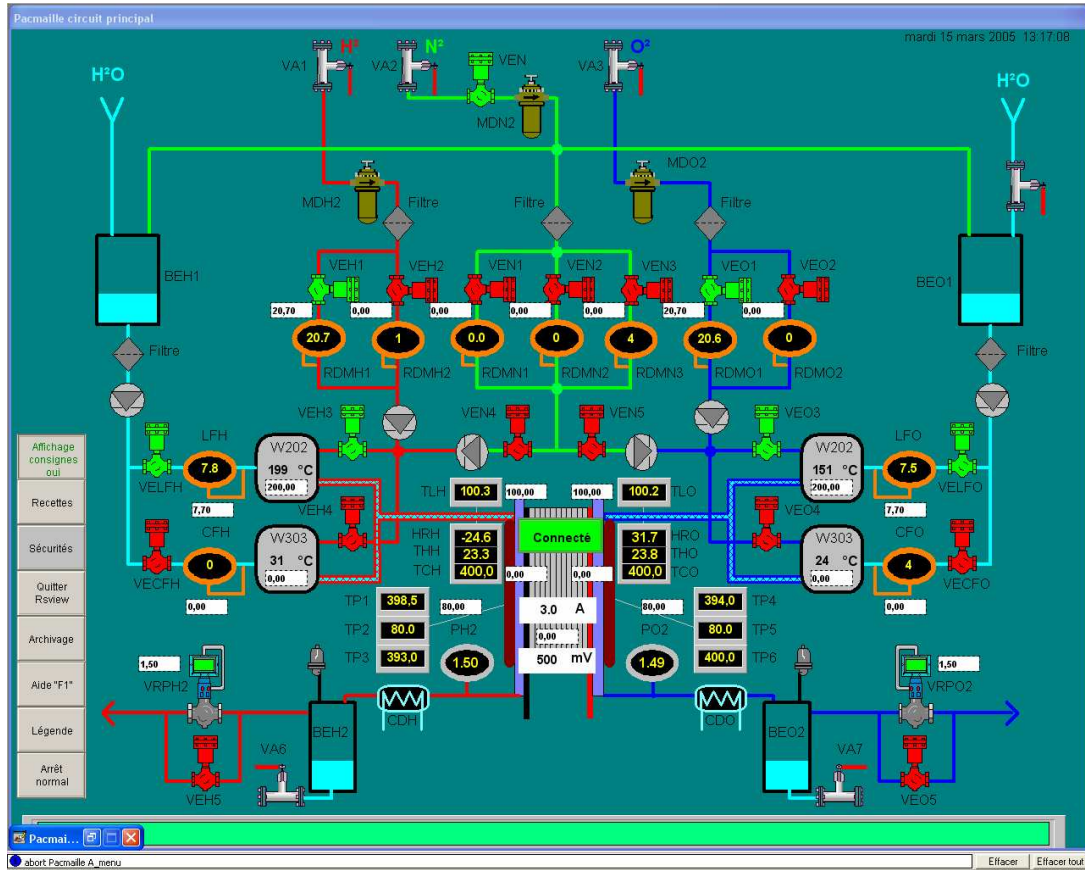 Pacmaille circuit principal
mardi 15 mars 2005 13:17:08
H² N² O²
VA1 VA2 VEN VA3
H²O H²O
MDN2
MDO2
MDH2 Filtre Filtre Filtre
BEH1 VEH1 VEH2 VEN1 VEN2 VEN3 VEO1 VEO2 BEO1
20,70 0,00 0,00 0,00 0,00 20,70 0,00
20.7 1 0.0 0 4 20.6 0
Filtre RDMH1 RDMH2 RDMN1 RDMN2 RDMN3 RDMO1 RDMO2 Filtre
VEH3 VEN4 VEN5 VEO3
Affichage
consignes
oui
LFH W202 W202 LFO
7.8 199 °C 151 °C 7.5
VELFH 200,00 200,00 VELFO
7,70 7,70
TLH 100.3 100,00 100,00 100.2 TLO
Recettes
VEH4 VEO4
CFH W303 W303 CFO
HRH -24.6 Connecté 31.7 HRO
THH 23.3 23.8 THO
TCH 400,0 400,0 TCO
Sécurités
0 31 °C 24 °C 4
VECFH 0,00 0,00 0,00 0,00 VECFO
0,00 0,00
Quitter
Rsview
TP1 398,5 80,00 3.0 A 80,00 394,0 TP4
TP2 80.0 PH2 0,00 PO2 80.0 TP5
TP3 393,0 1.50 500 mV 1.49 400,0 TP6
Archivage
1,50 1,50
Aide "F1"
VRPH2 VRPO2
CDH CDO
Légende
BEH2 BEO2
VA6 VA7
Arrêt
normal
VEH5 VEO5
Pacmai...
abort Pacmaille A_menu Effacer Effacer tout